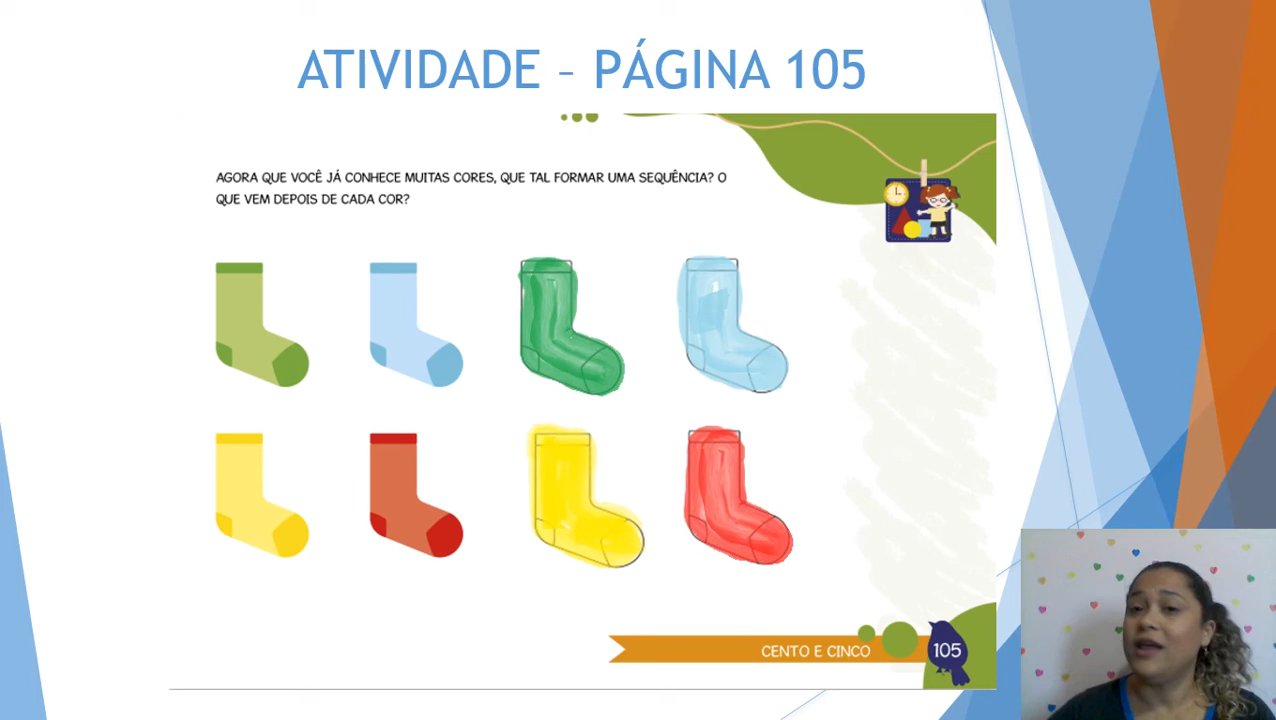 ATIVIDADE – PÁGINA 105
AGORA QUE VOCÊ JÁ CONHECE MUITAS CORES, QUE TAL FORMAR UMA SEQUÊNCIA? O
QUE VEM DEPOIS DE CADA COR?
CENTO E CINCO
105